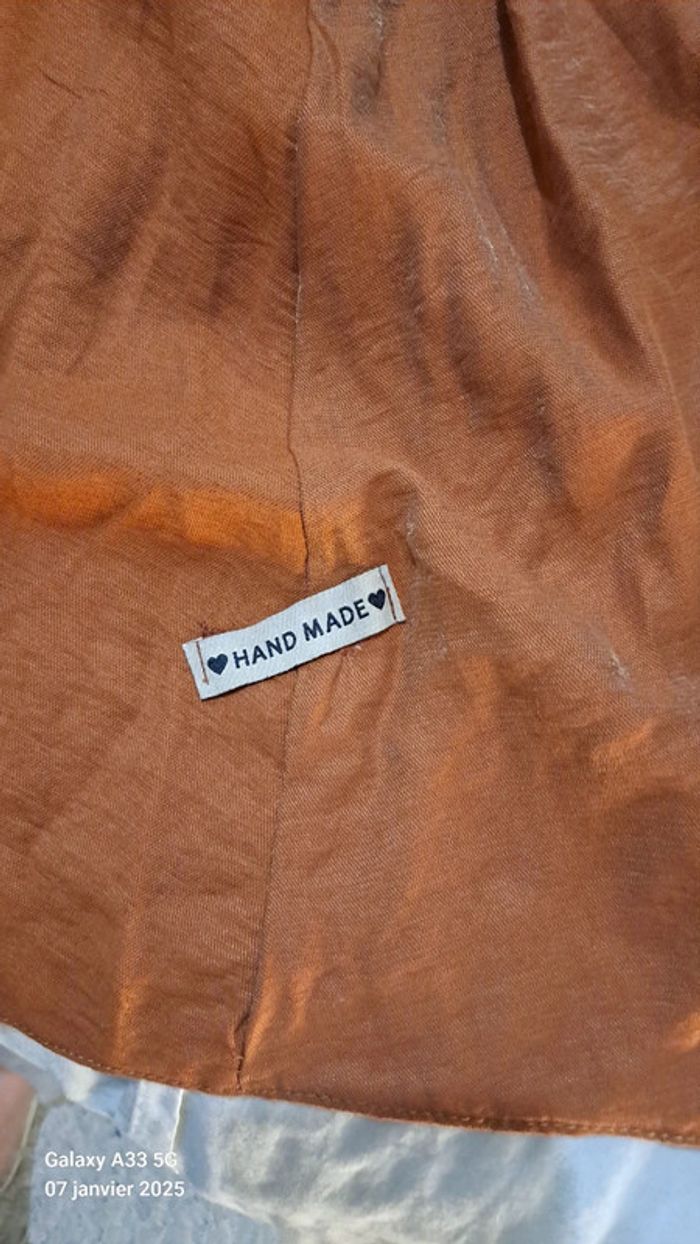 ♥ HAND MADE ♥
Galaxy A33 5G
07 janvier 2025